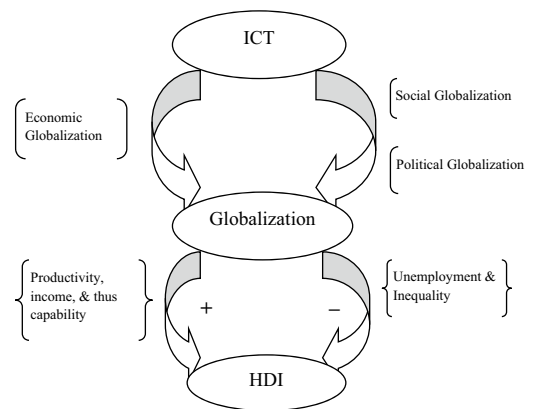 ICT
Economic
Globalization
Social Globalization
Political Globalization
Globalization
Productivity,
income, & thus
capability
+
–
Unemployment &
Inequality
HDI